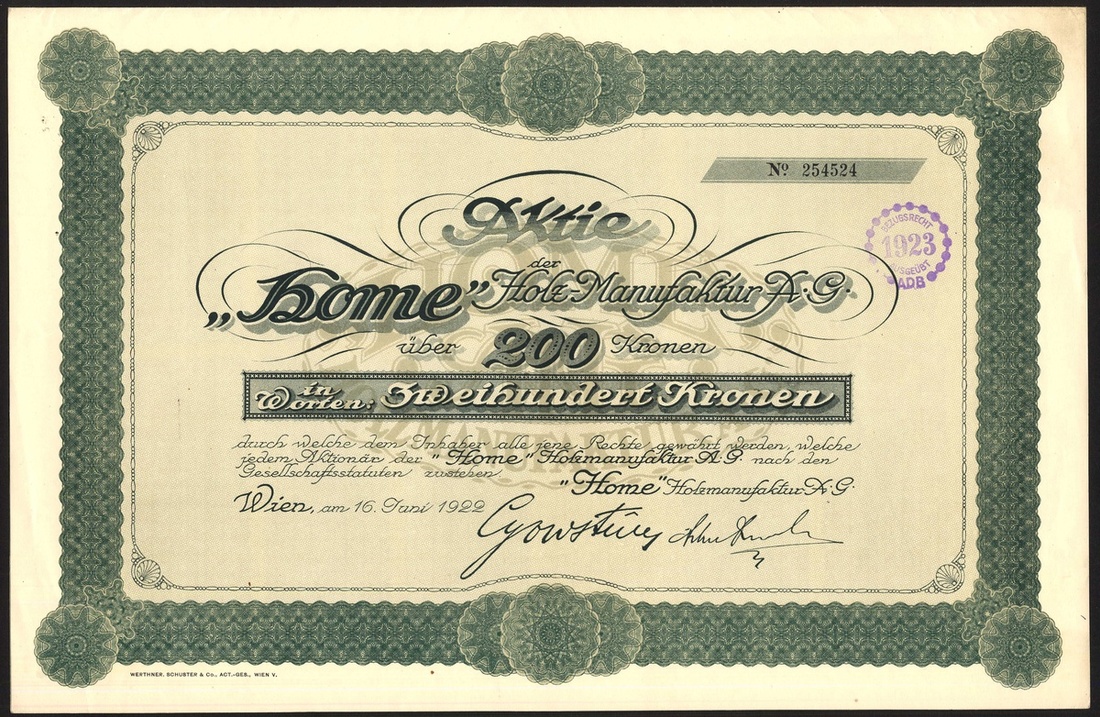 Nº 254524
Aktie
der
„Home” Holz-Manufaktur A.G.
über 200 Kronen
in Worten: Zweihundert Kronen
durch welche dem Inhaber alle jene Rechte gewährt werden, welche
jedem Aktionär der "Home" Holzmanufaktur A.G. nach den
Gesellschaftsstatuten zustehen.
"Home" Holzmanufaktur A.G.
Wien, am 16. Juni 1922
BEZUGSRECHT
1923
AUSGEÜBT
ADB
WERTHNER, SCHUSTER & Co., ACT.-GES., WIEN V.